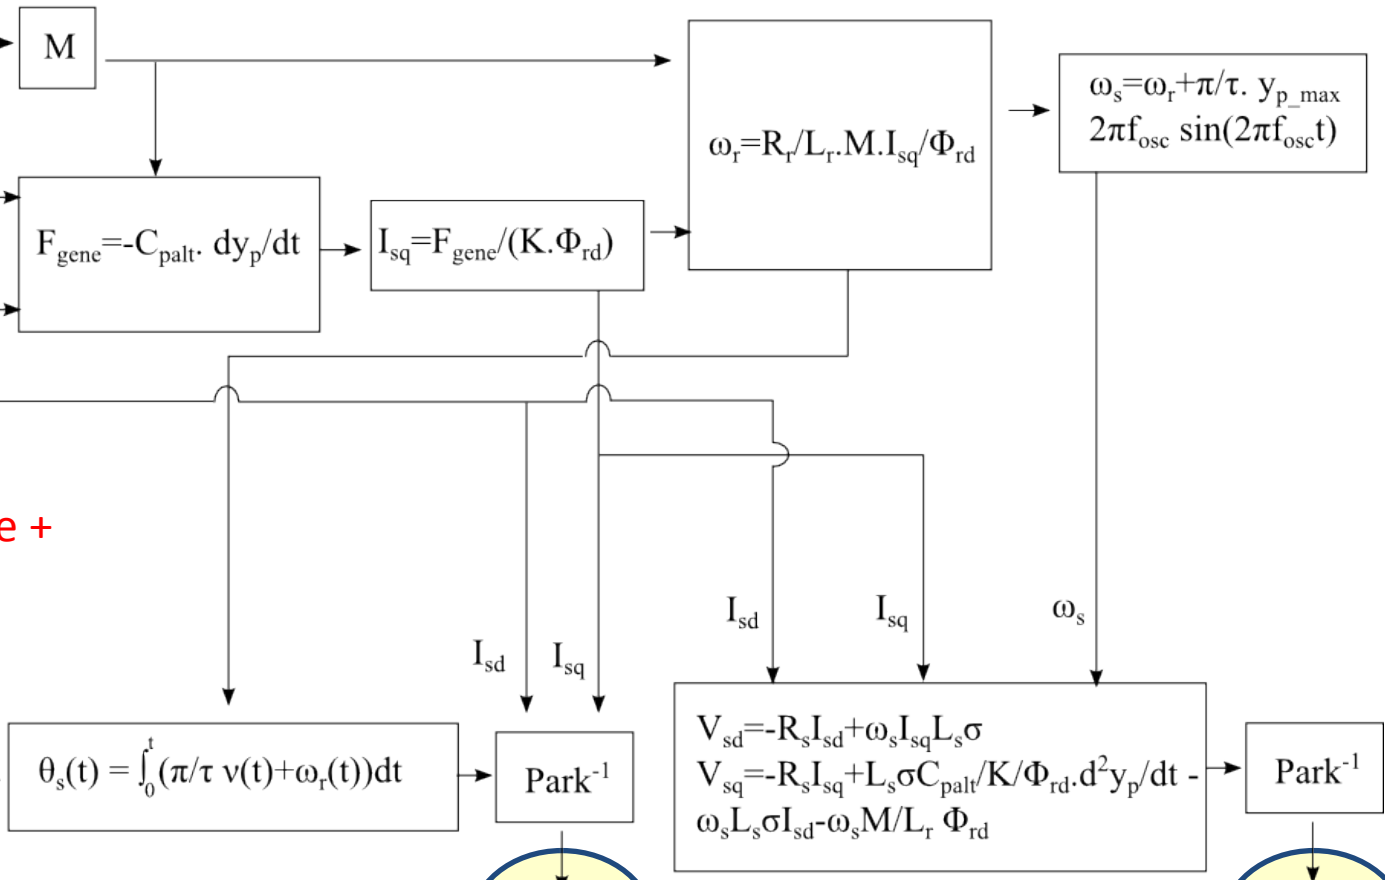 M
ωs=ωr+π/τ. yp_max
2πfosc sin(2πfosct)
ωr=Rr/Lr.M.Isq/Φrd
Fgene=-Cpalt. dyp/dt
Isq=Fgene/(K.Φrd)
e +
Isd
Isq
ωs
Isd
Isq
Vsd=-RsIsd+ωsIsqLsσ
θs(t) = ∫0t(π/τ ν(t)+ωr(t))dt
Park-1
Vsq=-RsIsq+LsσCpalt/K/Φrd.d2yp/dt -
ωsLsσIsd-ωsM/Lr Φrd
Park-1